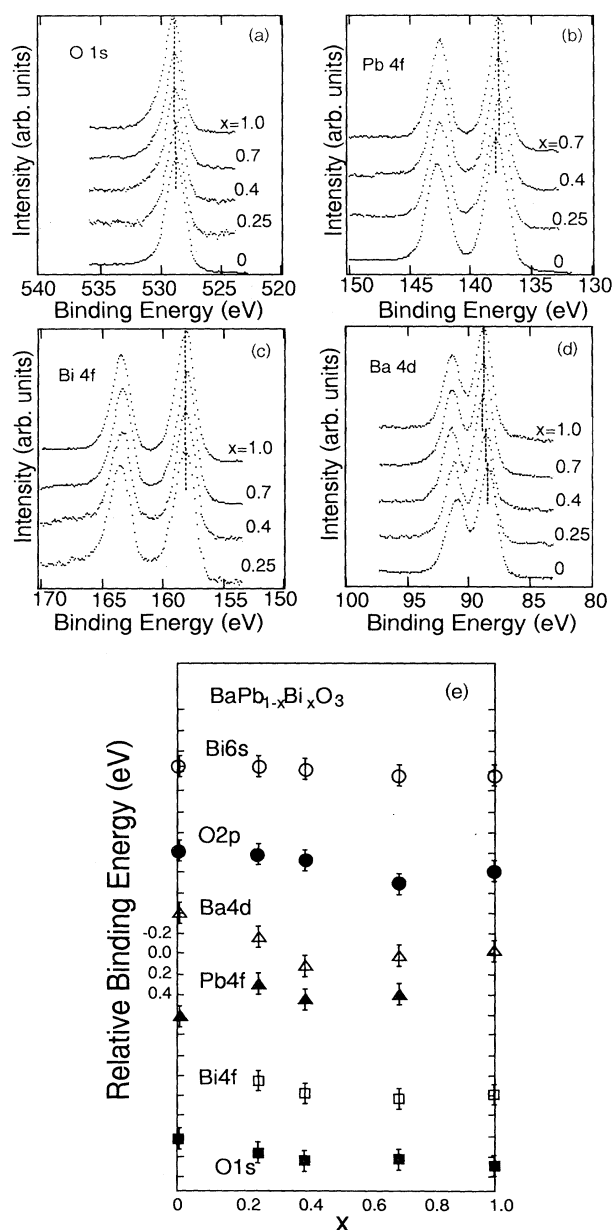 (a)
O 1s
x=1.0
0.7
0.4
0.25
0
Intensity (arb. units)
540 535 530 525 520
Binding Energy (eV)
(b)
Pb 4f
x=0.7
0.4
0.25
0
Intensity (arb. units)
150 145 140 135 130
Binding Energy (eV)
(c)
Bi 4f
x=1.0
0.7
0.4
0.25
Intensity (arb. units)
170 165 160 155 150
Binding Energy (eV)
(d)
Ba 4d
x=1.0
0.7
0.4
0.25
0
Intensity (arb. units)
100 95 90 85 80
Binding Energy (eV)
(e)
BaPb1-xBixO3
Bi6s
O2p
Ba4d
-0.2
0.0
0.2
0.4
Pb4f
Bi4f
O1s
Relative Binding Energy (eV)
0 0.2 0.4 0.6 0.8 1.0
x